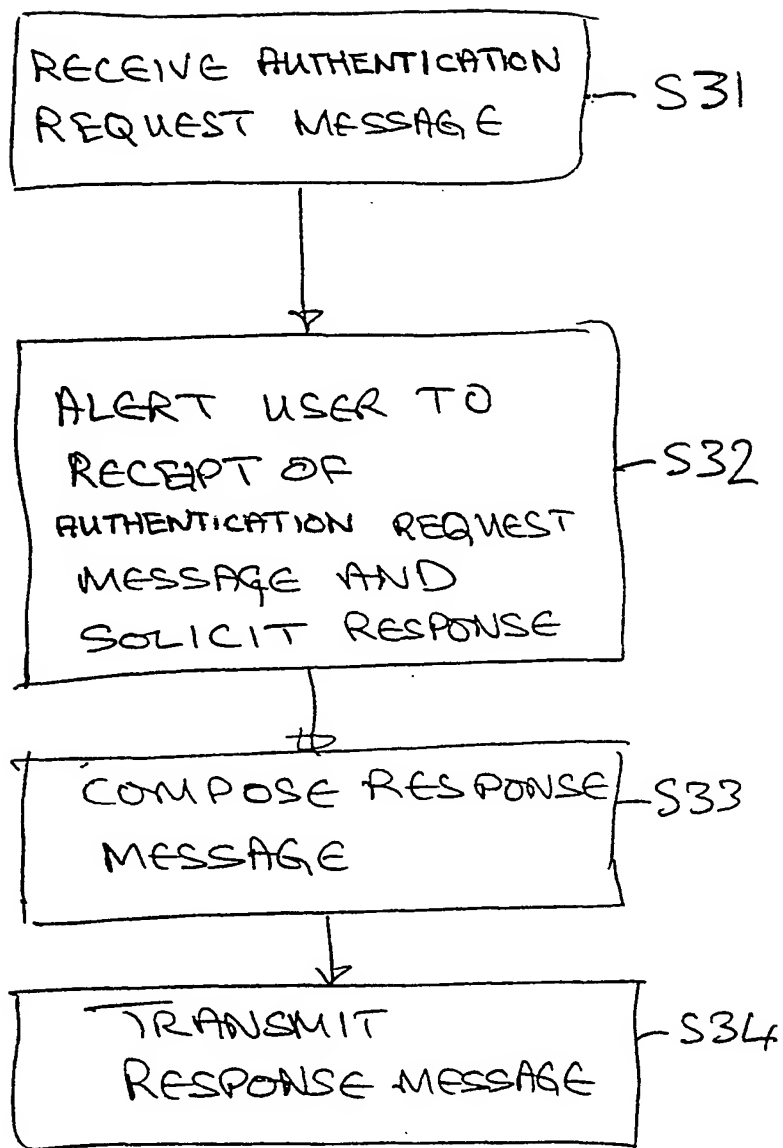 RECEIVE AUTHENTICATION
REQUEST MESSAGE
S31
ALERT USER TO
RECEIPT OF
AUTHENTICATION REQUEST
MESSAGE AND
SOLICIT RESPONSE
S32
COMPOSE RESPONSE
MESSAGE
S33
TRANSMIT
RESPONSE MESSAGE
S34